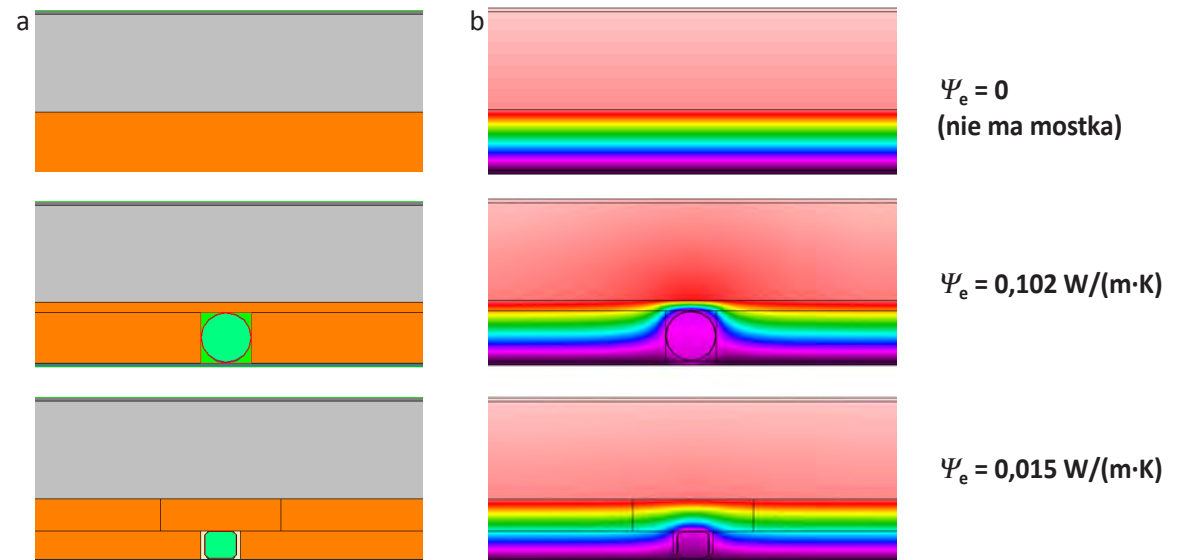 a
b
Ψe = 0
(nie ma mostka)
Ψe = 0,102 W/(m·K)
Ψe = 0,015 W/(m·K)